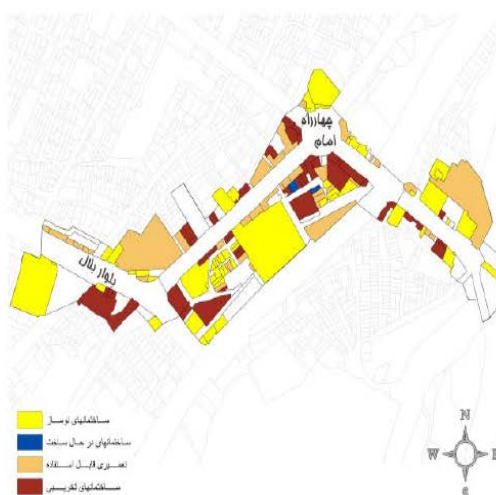 چهارراه
امام
بلوار بلال
ساختمانهای نوساز
ساختمانهای در حال ساخت
تعمیری قابل استفاده
ساختمانهای تخریبی
N
W
E
S